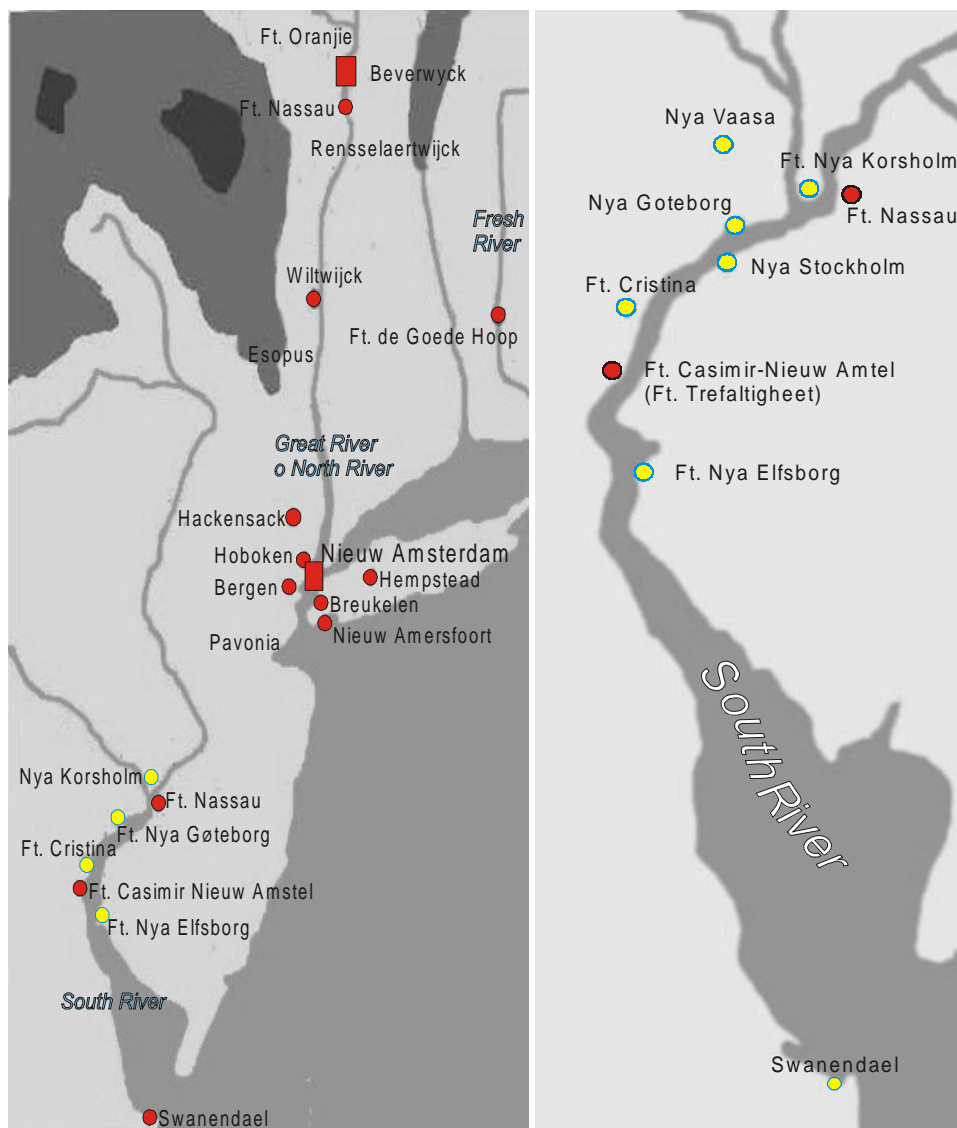 Ft. Oranjie
Beverwyck
Ft. Nassau
Rensselaertwijck
Fresh
River
Wiltwijck
Ft. de Goede Hoop
Esopus
Great River
o North River
Hackensack
Hoboken
Nieuw Amsterdam
Bergen
Hempstead
Breukelen
Nieuw Amersfoort
Pavonia
Nya Korsholm
Ft. Nassau
Ft. Nya Gøteborg
Ft. Cristina
Ft. Casimir Nieuw Amstel
Ft. Nya Elfsborg
South River
Swanendael
Nya Vaasa
Ft. Nya Korsholm
Nya Goteborg
Ft. Nassau
Nya Stockholm
Ft. Cristina
Ft. Casimir-Nieuw Amtel
(Ft. Trefaltigheet)
Ft. Nya Elfsborg
South River
Swanendael